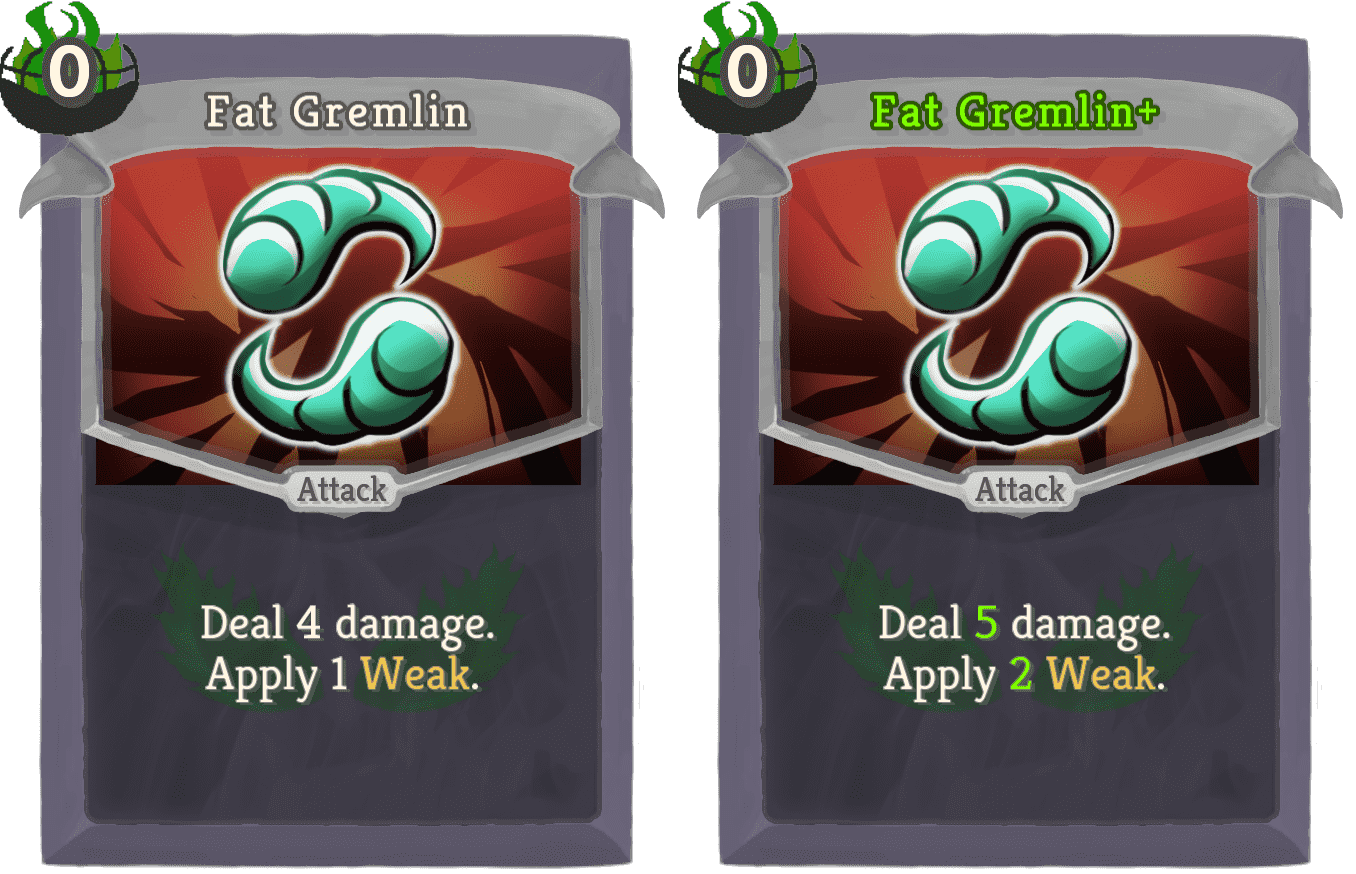 0
Fat Gremlin
Attack
Deal 4 damage.
Apply 1 Weak.
0
Fat Gremlin+
Attack
Deal 5 damage.
Apply 2 Weak.